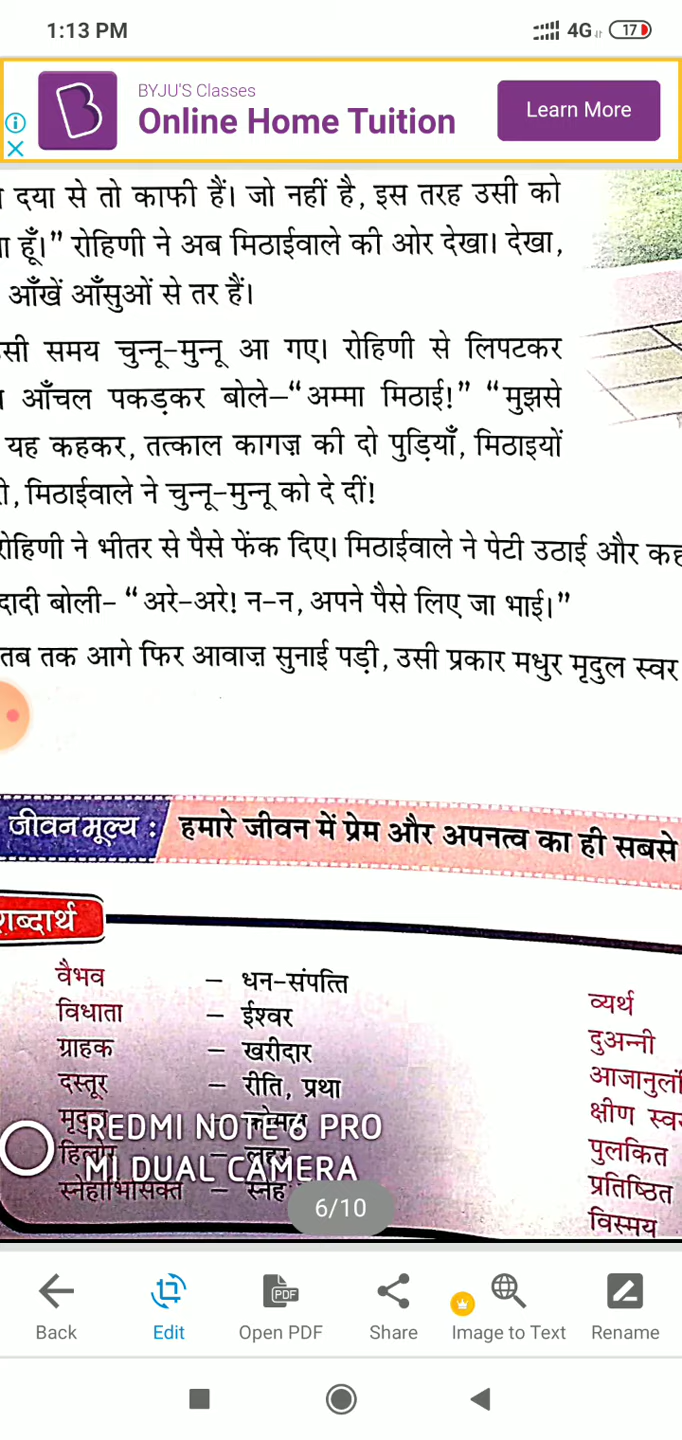 1:13 PM
4G 17
BYJU'S Classes
Online Home Tuition
Learn More
दया से तो काफी हैं। जो नहीं है, इस तरह उसी को
हूँ।” रोहिणी ने अब मिठाईवाले की ओर देखा। देखा,
आँखें आँसुओं से तर हैं।
समय चुन्नू-मुन्नू आ गए। रोहिणी से लिपटकर
आँचल पकड़कर बोले—“अम्मा मिठाई!” “मुझसे
यह कहकर, तत्काल कागज़ की दो पुड़ियाँ, मिठाइयों
मिठाईवाले ने चुन्नू-मुन्नू को दे दीं!
रोहिणी ने भीतर से पैसे फेंक दिए। मिठाईवाले ने पेटी उठाई और
दादी बोली- “अरे-अरे! न-न, अपने पैसे लिए जा भाई।”
तब तक आगे फिर आवाज़ सुनाई पड़ी, उसी प्रकार मधुर मृदुल स्वर
जीवन मूल्य : हमारे जीवन में प्रेम और अपनत्व का ही सबसे
शब्दार्थ
वैभव – धन-संपत्ति
विधाता – ईश्वर
ग्राहक – खरीदार
दस्तूर – रीति, प्रथा
मृदुल – कोमल
हिलोर – लहर
स्नेहाभिसिक्त – स्नेह
व्यर्थ
दुअन्नी
क्षीण
पुलकित
प्रतिष्ठित
विस्मय
REDMI NOTE 6 PRO
MI DUAL CAMERA
6/10
Back
Edit
Open PDF
Share
Image to Text
Rename
PDF